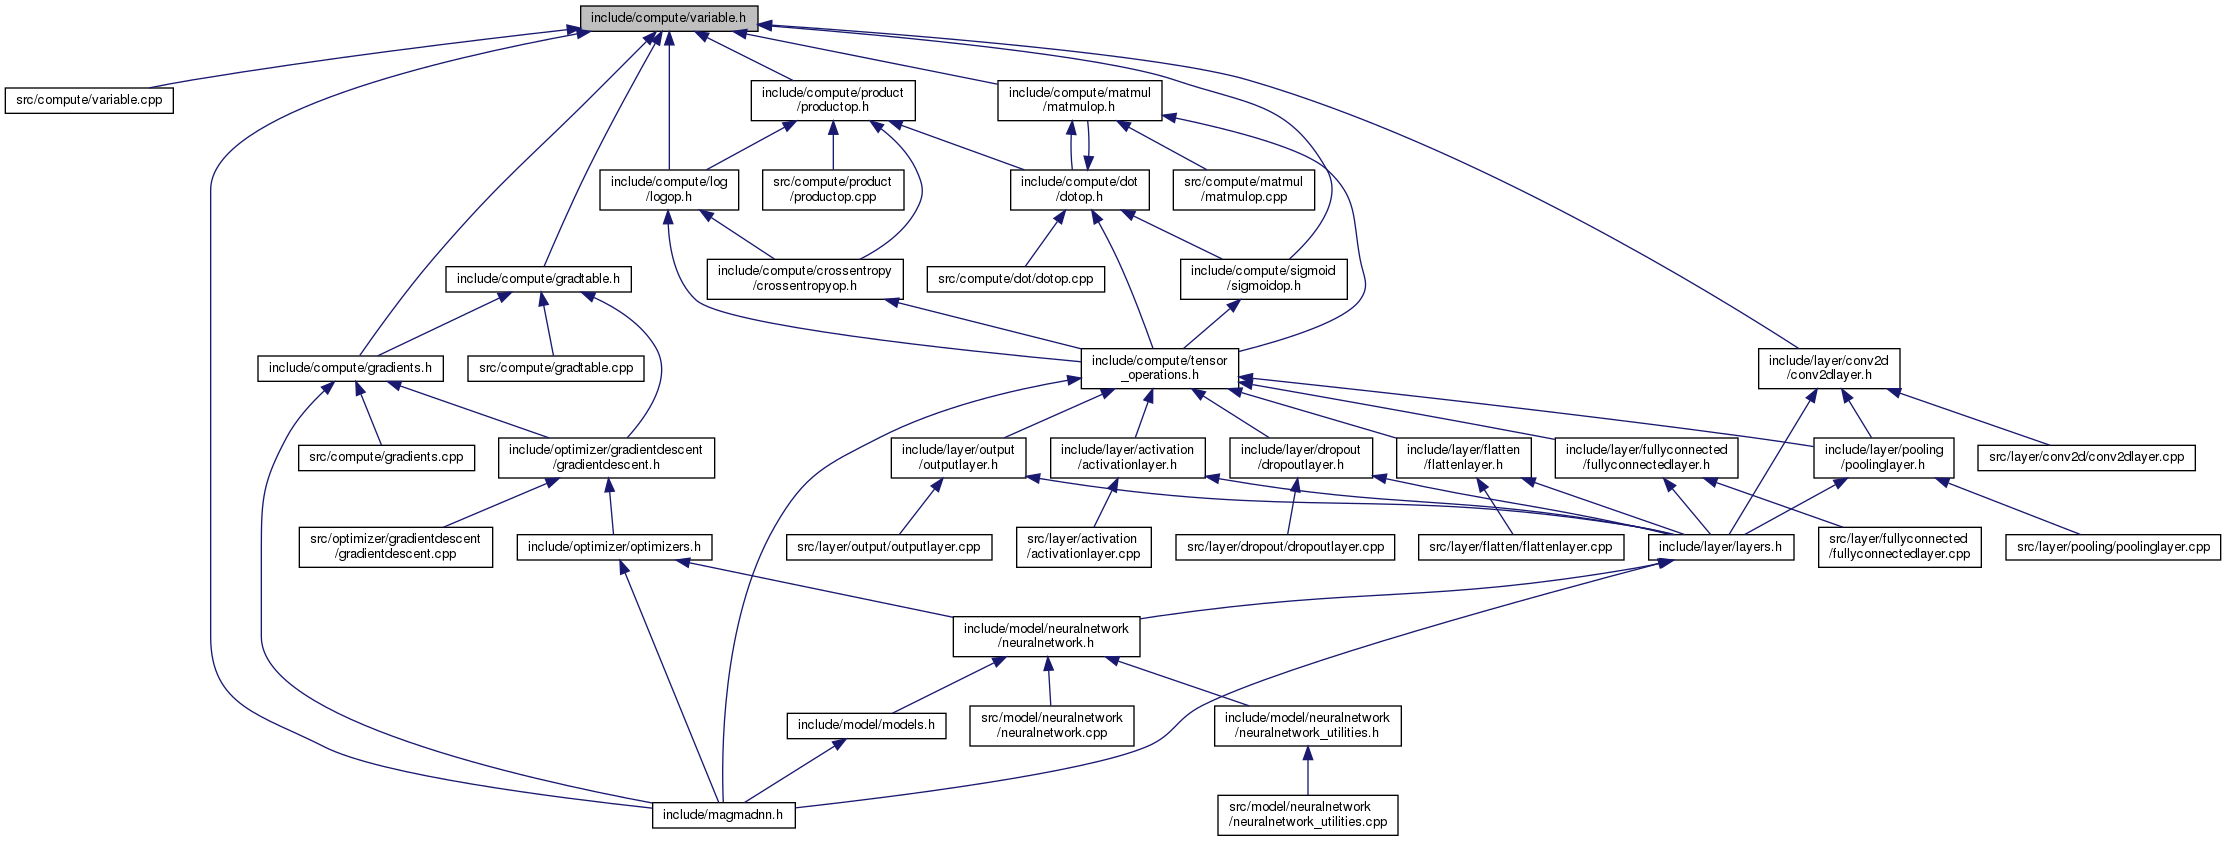 include/compute/variable.h
src/compute/variable.cpp
include/compute/product
/productop.h
include/compute/matmul
/matmulop.h
include/compute/log
/logop.h
src/compute/product
/productop.cpp
include/compute/dot
/dotop.h
src/compute/matmul
/matmulop.cpp
include/compute/gradtable.h
include/compute/crossentropy
/crossentropyop.h
src/compute/dot/dotop.cpp
include/compute/sigmoid
/sigmoidop.h
include/compute/gradients.h
src/compute/gradtable.cpp
include/compute/tensor
_operations.h
include/layer/conv2d
/conv2dlayer.h
src/compute/gradients.cpp
include/optimizer/gradientdescent
/gradientdescent.h
include/layer/output
/outputlayer.h
include/layer/activation
/activationlayer.h
include/layer/dropout
/dropoutlayer.h
include/layer/flatten
/flattenlayer.h
include/layer/fullyconnected
/fullyconnectedlayer.h
include/layer/pooling
/poolinglayer.h
src/layer/conv2d/conv2dlayer.cpp
src/optimizer/gradientdescent
/gradientdescent.cpp
include/optimizer/optimizers.h
src/layer/output/outputlayer.cpp
src/layer/activation
/activationlayer.cpp
src/layer/dropout/dropoutlayer.cpp
src/layer/flatten/flattenlayer.cpp
include/layer/layers.h
src/layer/fullyconnected
/fullyconnectedlayer.cpp
src/layer/pooling/poolinglayer.cpp
include/model/neuralnetwork
/neuralnetwork.h
include/model/models.h
src/model/neuralnetwork
/neuralnetwork.cpp
include/model/neuralnetwork
/neuralnetwork_utilities.h
include/magmadnn.h
src/model/neuralnetwork
/neuralnetwork_utilities.cpp